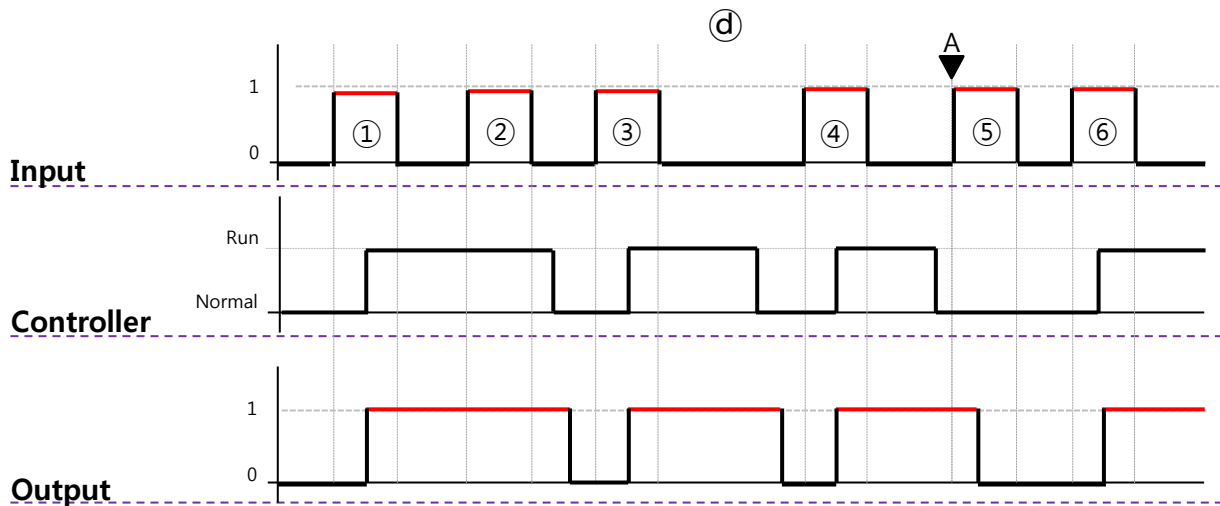 ⓓ
A
1
① ② ③ ④ ⑤ ⑥
0
Input
Run
Normal
Controller
1
0
Output